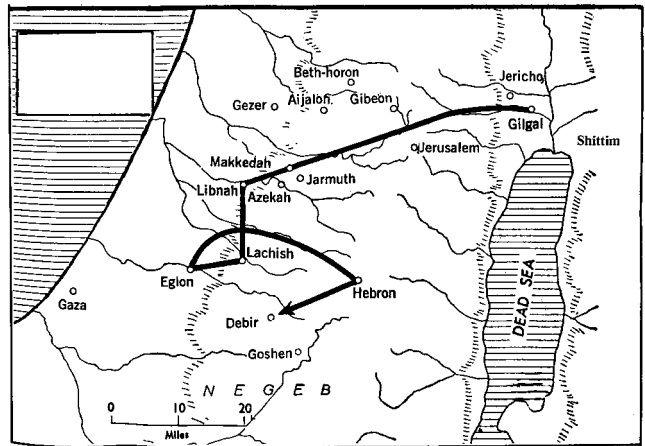 Beth-horon
Jericho
Gezer
Aijalon
Gibeon
Gilgal
Shittim
Jerusalem
Makkedah
Jarmuth
Libnah
Azekah
Lachish
Eglon
Hebron
Gaza
Debir
Goshen
DEAD SEA
NEGEB
0 10 20
Miles